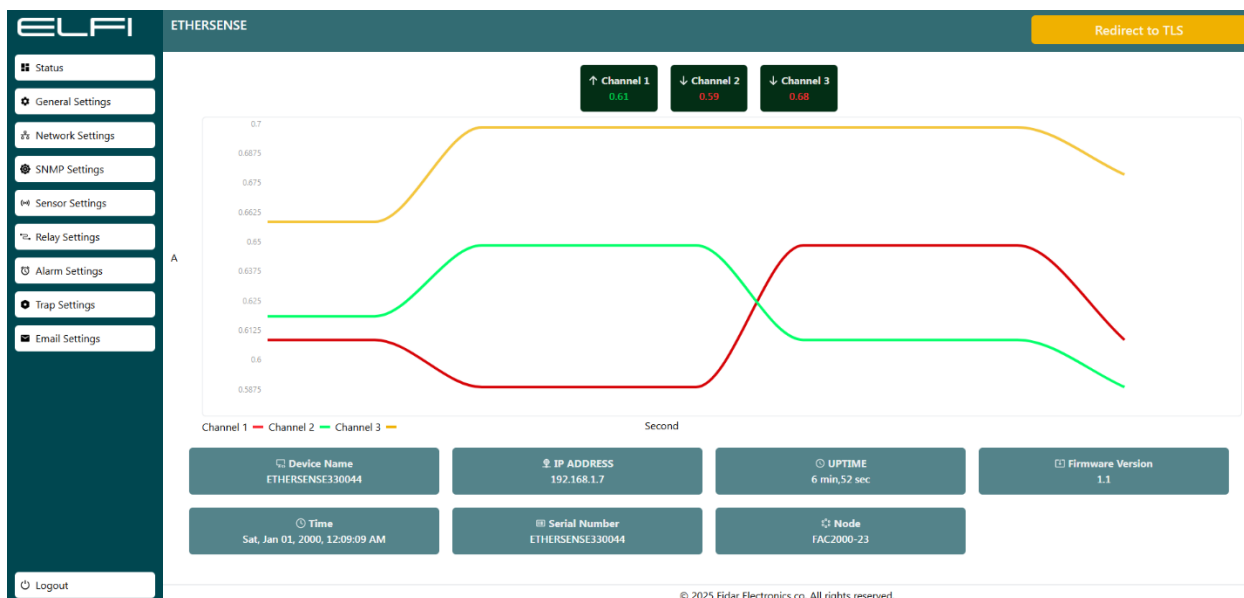 ELFI
ETHERSENSE
Redirect to TLS
Status
General Settings
Network Settings
SNMP Settings
Sensor Settings
Relay Settings
Alarm Settings
Trap Settings
Email Settings
Logout
↑ Channel 1
0.61
↓ Channel 2
0.59
↓ Channel 3
0.68
0.7
0.6875
0.675
0.6625
0.65
0.6375
0.625
0.6125
0.6
0.5875
A
Second
Channel 1 Channel 2 Channel 3
Device Name
ETHERSENSE330044
IP ADDRESS
192.168.1.7
UPTIME
6 min,52 sec
Firmware Version
1.1
Time
Sat, Jan 01, 2000, 12:09:09 AM
Serial Number
ETHERSENSE330044
Node
FAC2000-23
© 2025 Fidar Electronics co. All rights reserved